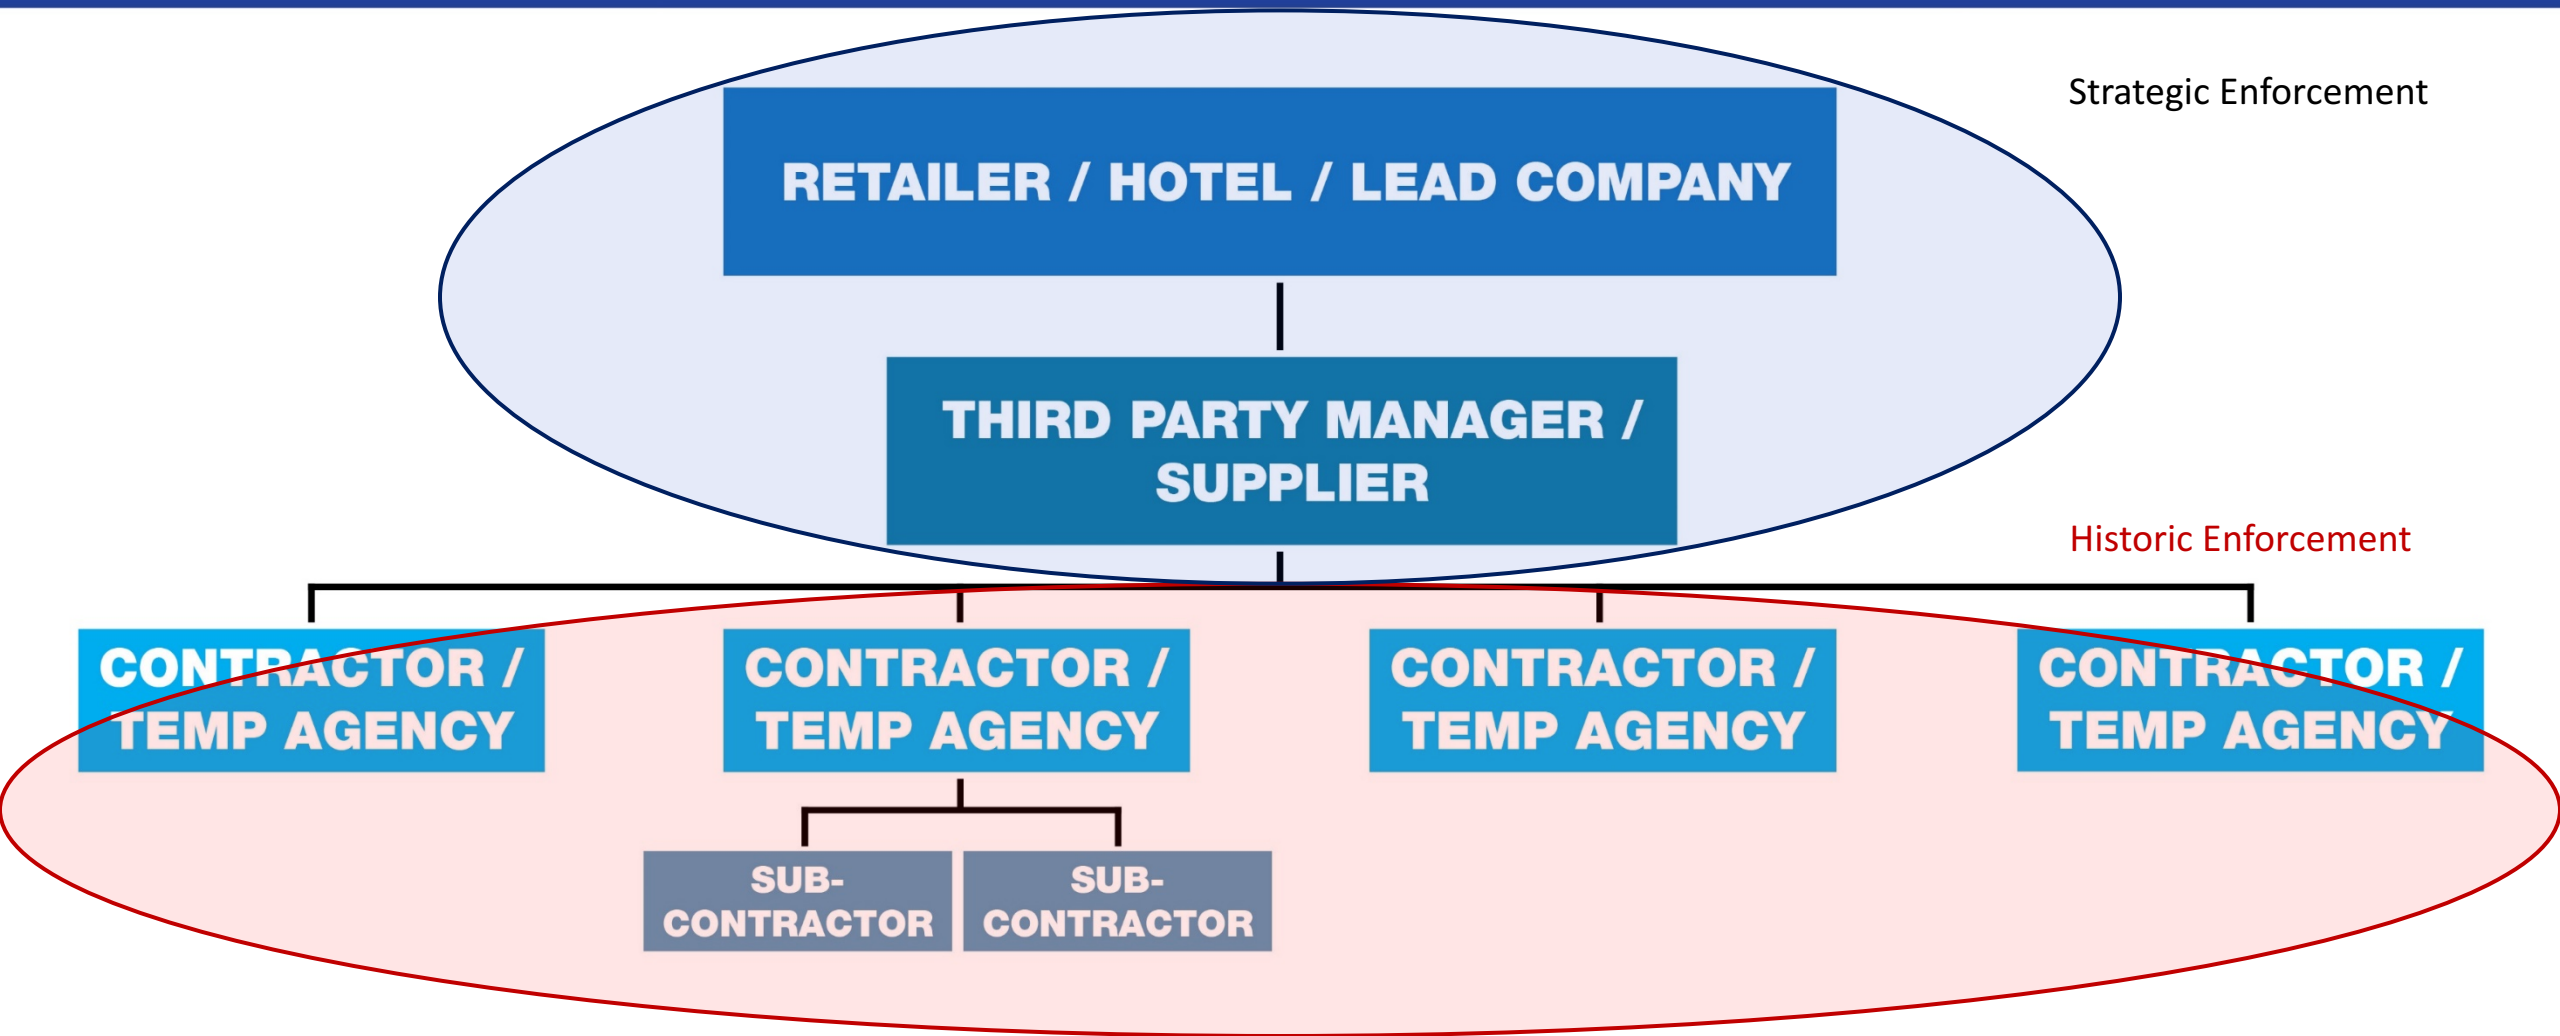 Strategic Enforcement
RETAILER / HOTEL / LEAD COMPANY
THIRD PARTY MANAGER /
SUPPLIER
Historic Enforcement
CONTRACTOR /
TEMP AGENCY
CONTRACTOR /
TEMP AGENCY
CONTRACTOR /
TEMP AGENCY
CONTRACTOR /
TEMP AGENCY
SUB-
CONTRACTOR
SUB-
CONTRACTOR